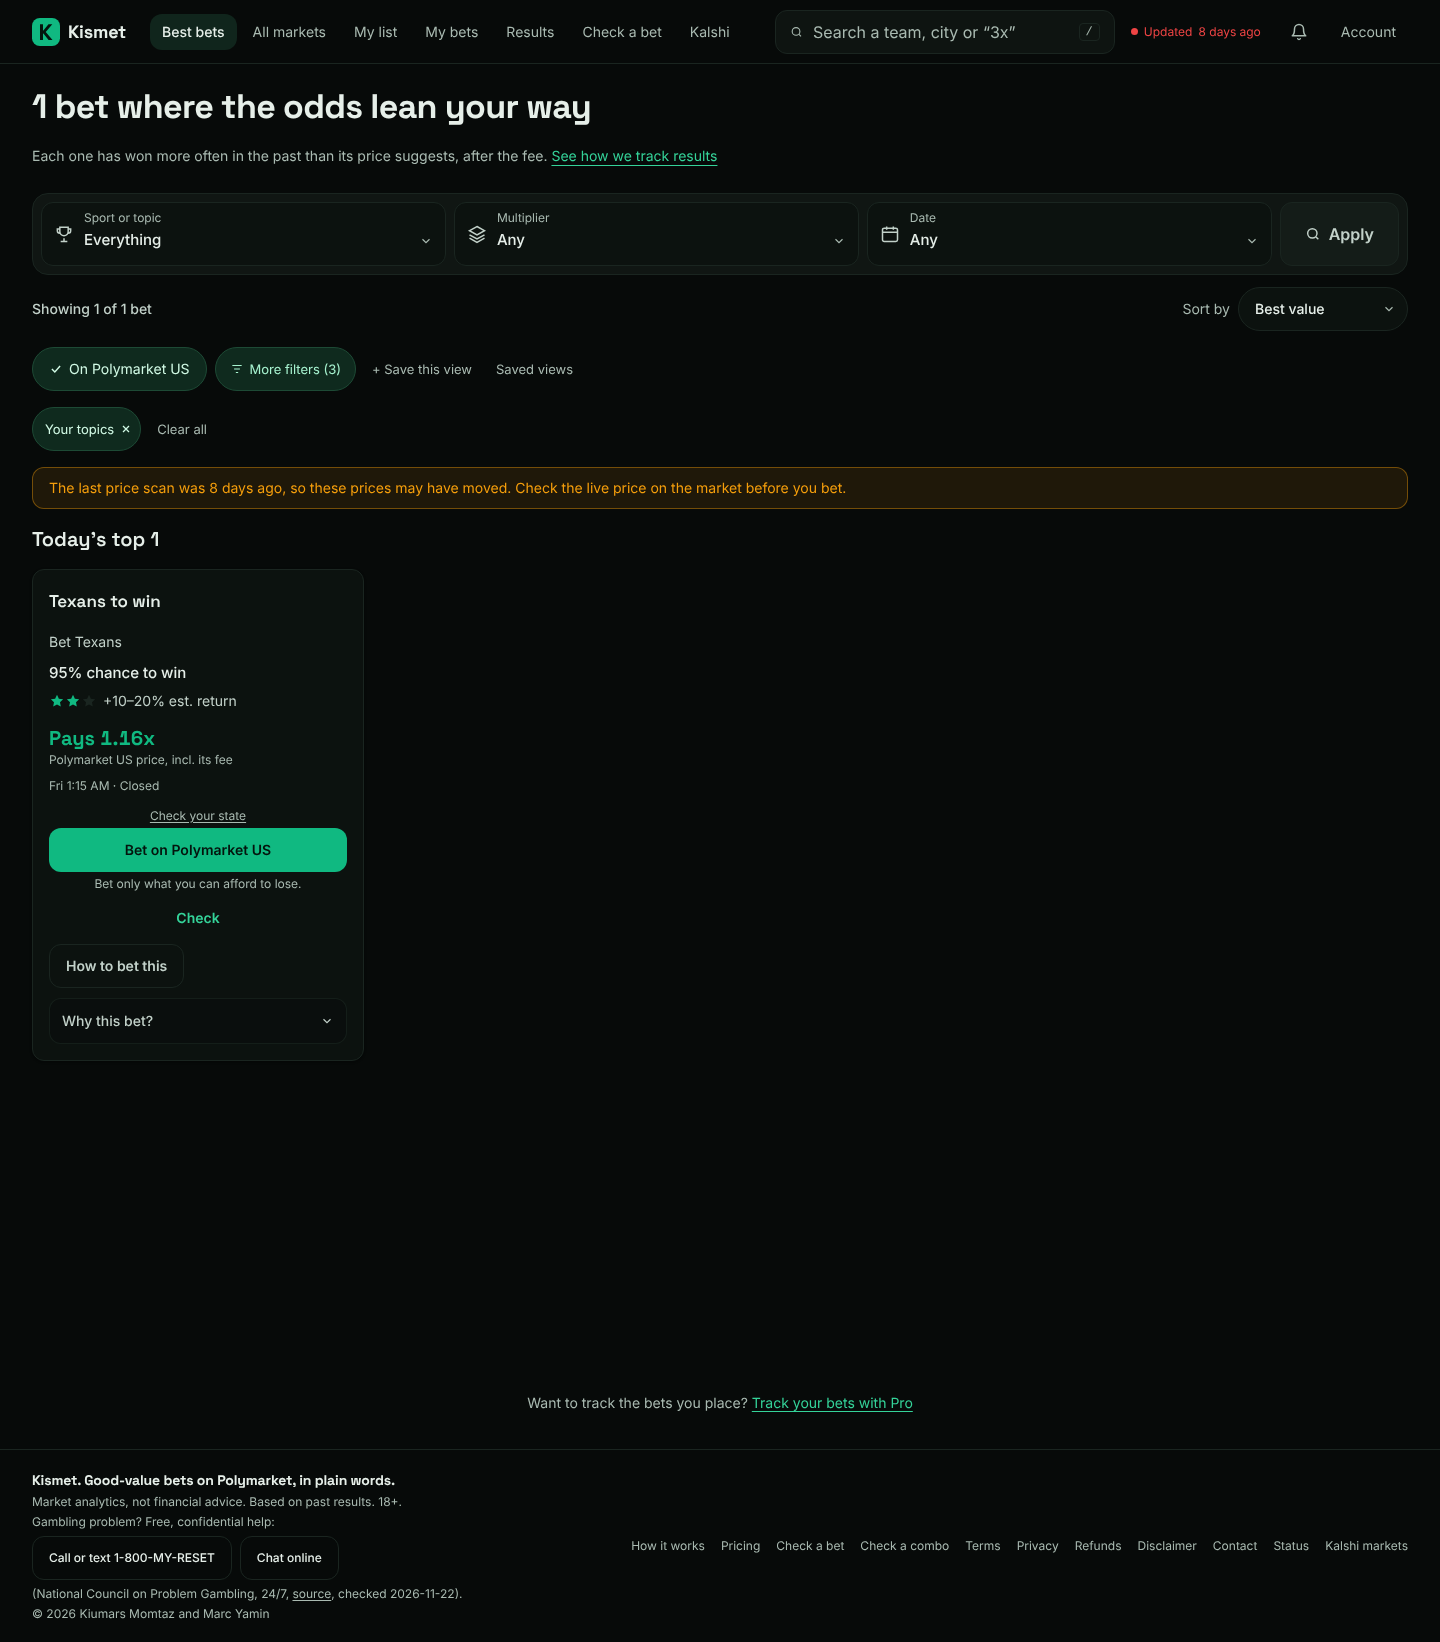 Kismet
Best bets
All markets
My list
My bets
Results
Check a bet
Kalshi
Search a team, city or “3x”
/
Updated 8 days ago
Account
1 bet where the odds lean your way
Each one has won more often in the past than its price suggests, after the fee. See how we track results
Sport or topic
Everything
Multiplier
Any
Date
Any
Apply
Showing 1 of 1 bet
Sort by
Best value
On Polymarket US
More filters (3)
+ Save this view
Saved views
Your topics ×
Clear all
The last price scan was 8 days ago, so these prices may have moved. Check the live price on the market before you bet.
Today’s top 1
Texans to win
Bet Texans
95% chance to win
+10–20% est. return
Pays 1.16x
Polymarket US price, incl. its fee
Fri 1:15 AM · Closed
Check your state
Bet on Polymarket US
Bet only what you can afford to lose.
Check
How to bet this
Why this bet?
Want to track the bets you place? Track your bets with Pro
Kismet. Good-value bets on Polymarket, in plain words.
Market analytics, not financial advice. Based on past results. 18+.
Gambling problem? Free, confidential help:
Call or text 1-800-MY-RESET
Chat online
(National Council on Problem Gambling, 24/7, source, checked 2026-11-22).
© 2026 Kiumars Momtaz and Marc Yamin
How it works
Pricing
Check a bet
Check a combo
Terms
Privacy
Refunds
Disclaimer
Contact
Status
Kalshi markets